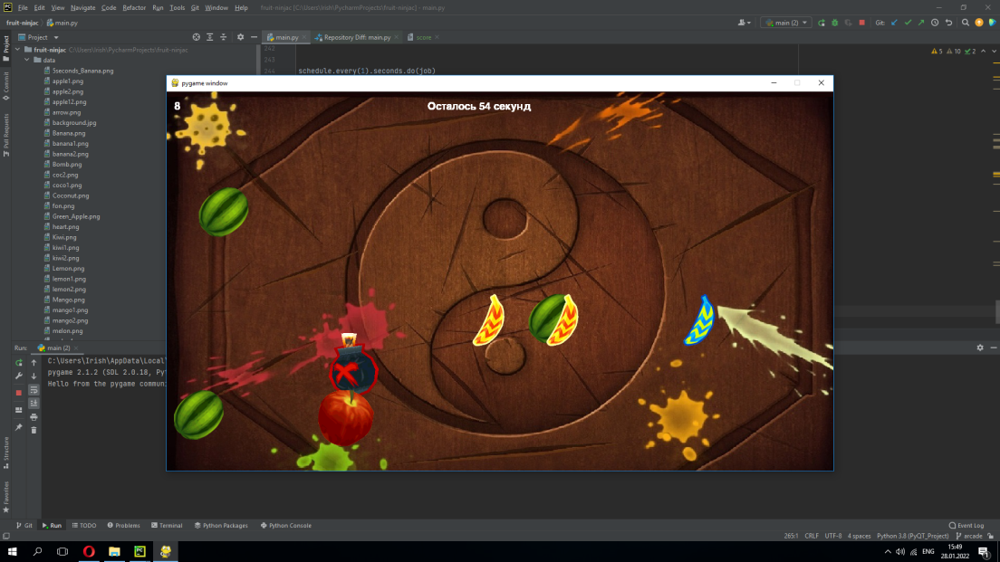 File Edit View Navigate Code Refactor Run Tools Git Window Help fruit-ninjac [C:\Users\Irish\PycharmProjects\fruit-ninjac] - main.py
fruit-ninjac main.py
main (2)
Git:
Project
main.py Repository Diff: main.py score
fruit-ninjac C:\Users\Irish\PycharmProjects\fruit-ninjac
data
5seconds_Banana.png
apple1.png
apple2.png
apple12.png
arrow.png
background.jpg
Banana.png
banana1.png
banana2.png
Bomb.png
coc2.png
coco1.png
Coconut.png
fon.png
Green_Apple.png
heart.png
Kiwi.png
kiwi1.png
kiwi2.png
Lemon.png
lemon1.png
lemon2.png
Mango.png
mango1.png
mango2.png
melon.png
242
243
244 schedule.every(1).seconds.do(job)
5 10 2
pygame window
8 Осталось 54 секунд
Run: main (2)
C:\Users\Irish\AppData\Local
pygame 2.1.2 (SDL 2.0.18, Py
Hello from the pygame commun
Project
Commit
Pull Requests
Structure
Favorites
Git Run TODO Problems Terminal Python Packages Python Console Event Log
265:1 CRLF UTF-8 4 spaces Python 3.8 (PyQT_Project) arcade
ENG
15:49
28.01.2022
1